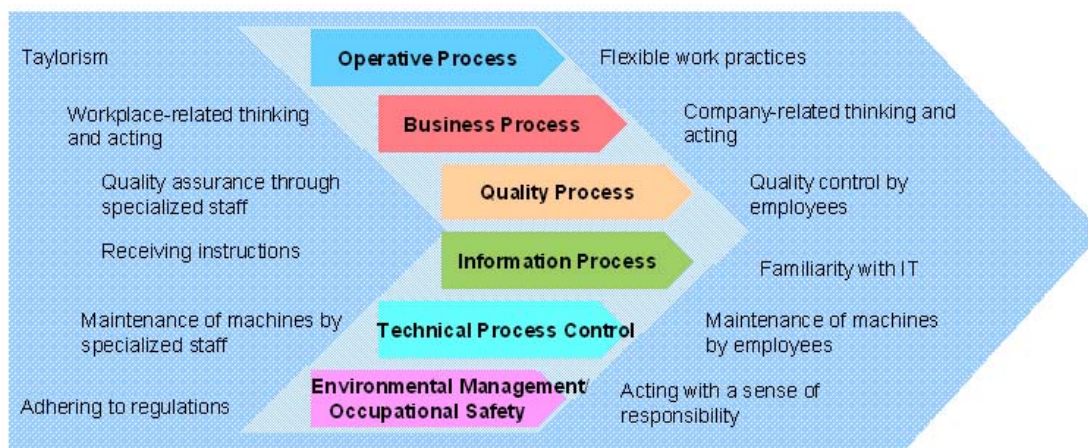 Taylorism
Operative Process
Flexible work practices
Workplace-related thinking
and acting
Business Process
Company-related thinking and
acting
Quality assurance through
specialized staff
Quality Process
Quality control by
employees
Receiving instructions
Information Process
Familiarity with IT
Maintenance of machines by
specialized staff
Technical Process Control
Maintenance of machines
by employees
Adhering to regulations
Environmental Management/
Occupational Safety
Acting with a sense of
responsibility